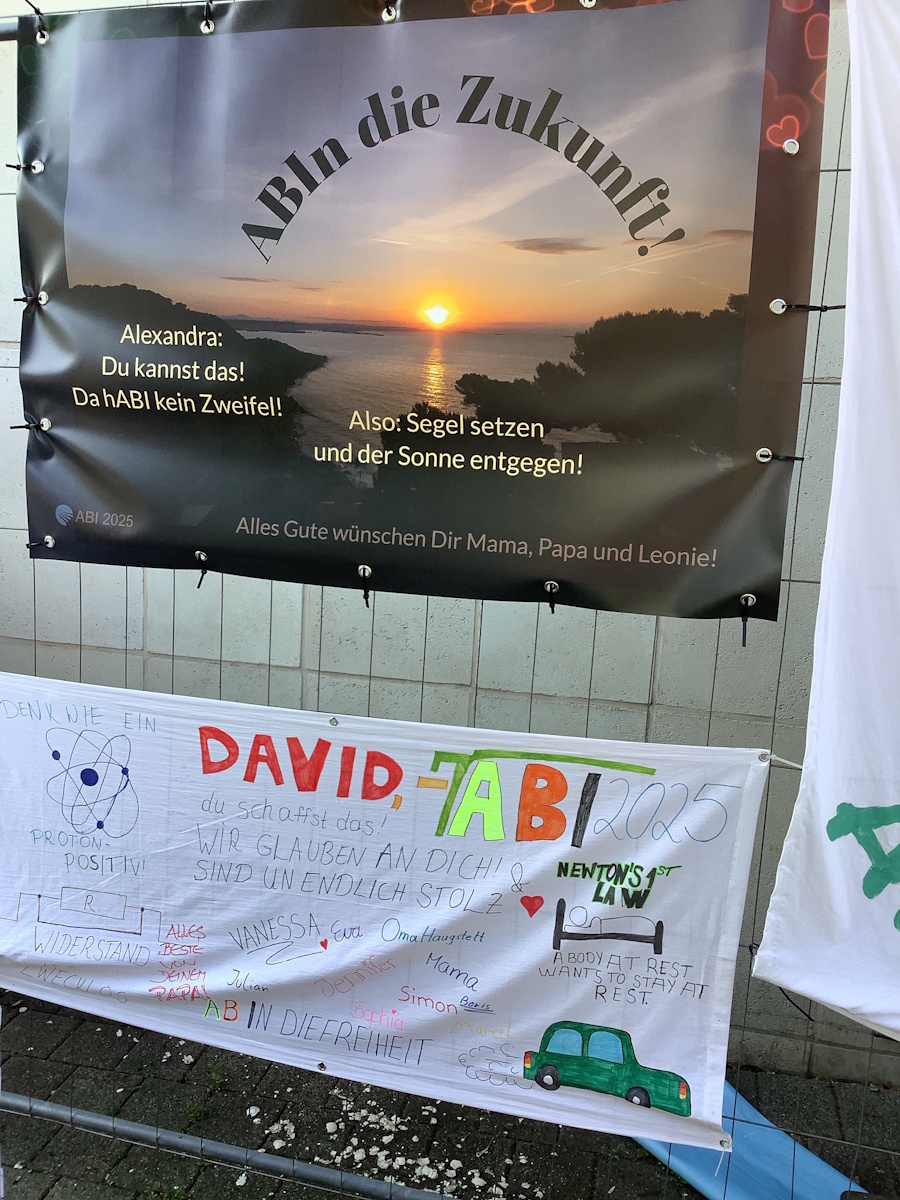 ABIn die Zukunft!
Alexandra:
Du kannst das!
Da hABI kein Zweifel!
Also: Segel setzen
und der Sonne entgegen!
ABI 2025
Alles Gute wünschen Dir Mama, Papa und Leonie!
DENK WIE EIN
PROTON-
POSITIV!
R
WIDERSTAND
ZWECKLOS
ALLES
BESTE
VON
DEINEM
PAPA!
DAVID,
du schaffst das!
WIR GLAUBEN AN DICH! &
SIND UNENDLICH STOLZ
VANESSA
Eva
Oma Haugstett
Julian
Jennifer
Mama
Simon
Boris
Sophia
ABIN DIE FREIHEIT
ABI 2025
NEWTON'S 1ST
LAW
A BODY AT REST
WANTS TO STAY AT
REST.